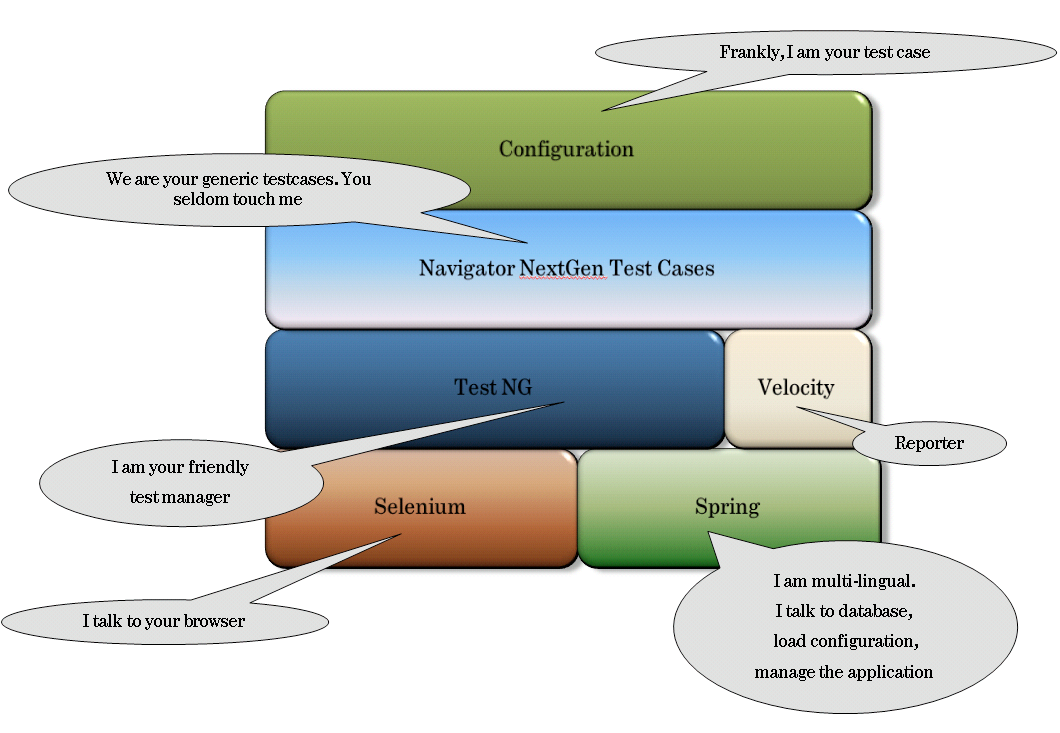 Frankly, I am your test case
Configuration
We are your generic testcases. You
seldom touch me
Navigator NextGen Test Cases
Test NG
Velocity
Reporter
I am your friendly
test manager
Selenium
Spring
I talk to your browser
I am multi-lingual.
I talk to database,
load configuration,
manage the application